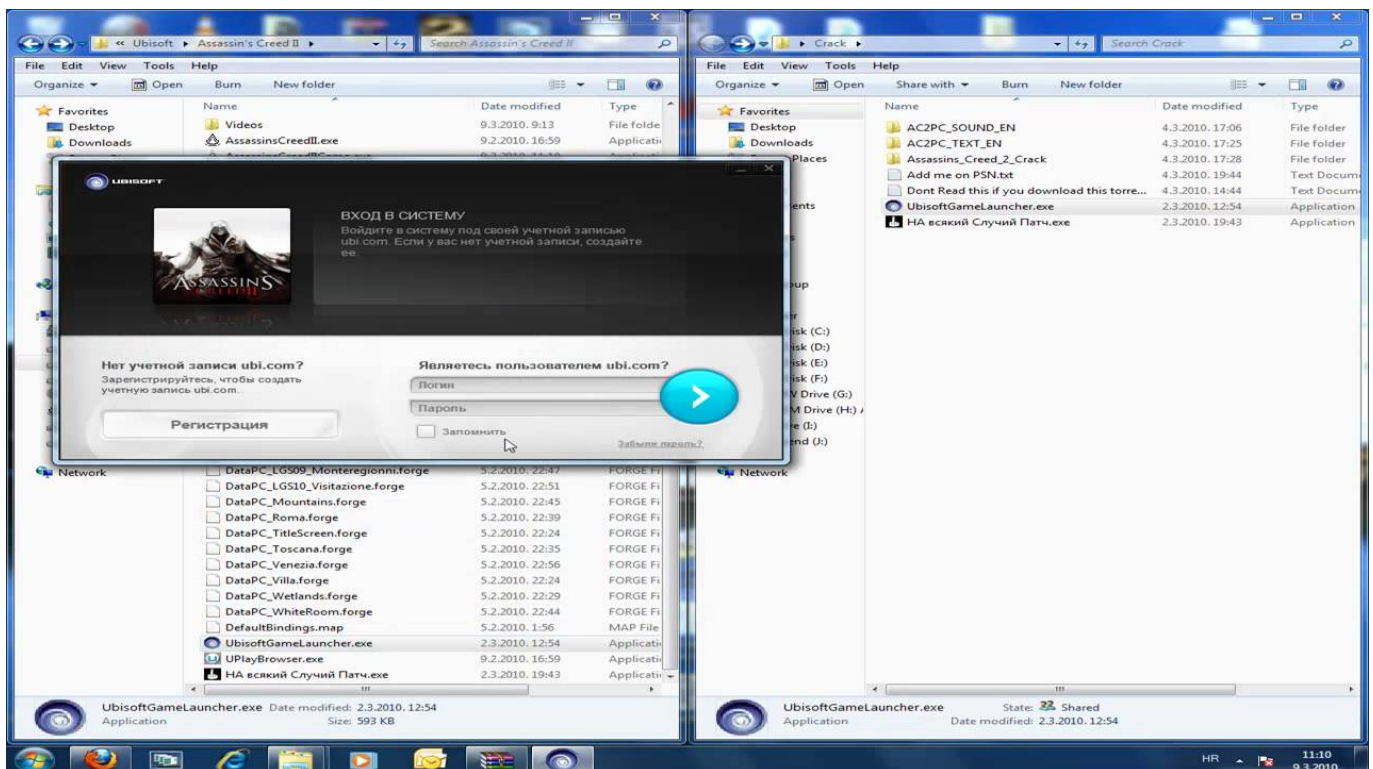 « Ubisoft ▸ Assassin's Creed II ▸
Search Assassin's Creed II
File Edit View Tools Help
Organize Open Burn New folder
Name Date modified Type
Favorites
Desktop
Downloads
Videos 9.3.2010. 9:13 File folde
AssassinsCreedII.exe 9.2.2010. 16:59 Applicati
UBISOFT
ASSASSIN'S
CREED II
ВХОД В СИСТЕМУ
Войдите в систему под своей учетной записью
ubi.com. Если у вас нет учетной записи, создайте
ее.
Нет учетной записи ubi.com?
Зарегистрируйтесь, чтобы создать
учетную запись ubi.com.
Регистрация
Являетесь пользователем ubi.com?
Логин
Пароль
Запомнить
Забыли пароль?
Network
DataPC_LGS09_Monteregionni.forge 5.2.2010. 22:47 FORGE Fi
DataPC_LGS10_Visitazione.forge 5.2.2010. 22:51 FORGE Fi
DataPC_Mountains.forge 5.2.2010. 22:45 FORGE Fi
DataPC_Roma.forge 5.2.2010. 22:39 FORGE Fi
DataPC_TitleScreen.forge 5.2.2010. 22:24 FORGE Fi
DataPC_Toscana.forge 5.2.2010. 22:35 FORGE Fi
DataPC_Venezia.forge 5.2.2010. 22:56 FORGE Fi
DataPC_Villa.forge 5.2.2010. 22:24 FORGE Fi
DataPC_Wetlands.forge 5.2.2010. 22:29 FORGE Fi
DataPC_WhiteRoom.forge 5.2.2010. 22:44 FORGE Fi
DefaultBindings.map 5.2.2010. 1:56 MAP File
UbisoftGameLauncher.exe 2.3.2010. 12:54 Applicati
UPlayBrowser.exe 9.2.2010. 16:59 Applicati
НА всякий Случий Патч.exe 2.3.2010. 19:43 Applicati
UbisoftGameLauncher.exe Date modified: 2.3.2010. 12:54
Application Size: 593 KB
▸ Crack ▸
Search Crack
File Edit View Tools Help
Organize Open Share with Burn New folder
Name Date modified Type
Favorites
Desktop
Downloads
Places
AC2PC_SOUND_EN 4.3.2010. 17:06 File folder
AC2PC_TEXT_EN 4.3.2010. 17:25 File folder
Assassins_Creed_2_Crack 4.3.2010. 17:28 File folder
Add me on PSN.txt 4.3.2010. 19:44 Text Docume
Dont Read this if you download this torre... 4.3.2010. 14:44 Text Docume
UbisoftGameLauncher.exe 2.3.2010. 12:54 Application
НА всякий Случий Патч.exe 2.3.2010. 19:43 Application
ents
oup
isk (C:)
isk (D:)
isk (E:)
isk (F:)
V Drive (G:)
M Drive (H:)
re (I:)
end (J:)
Network
UbisoftGameLauncher.exe State: Shared
Application Date modified: 2.3.2010. 12:54
HR
11:10
9.3.2010.